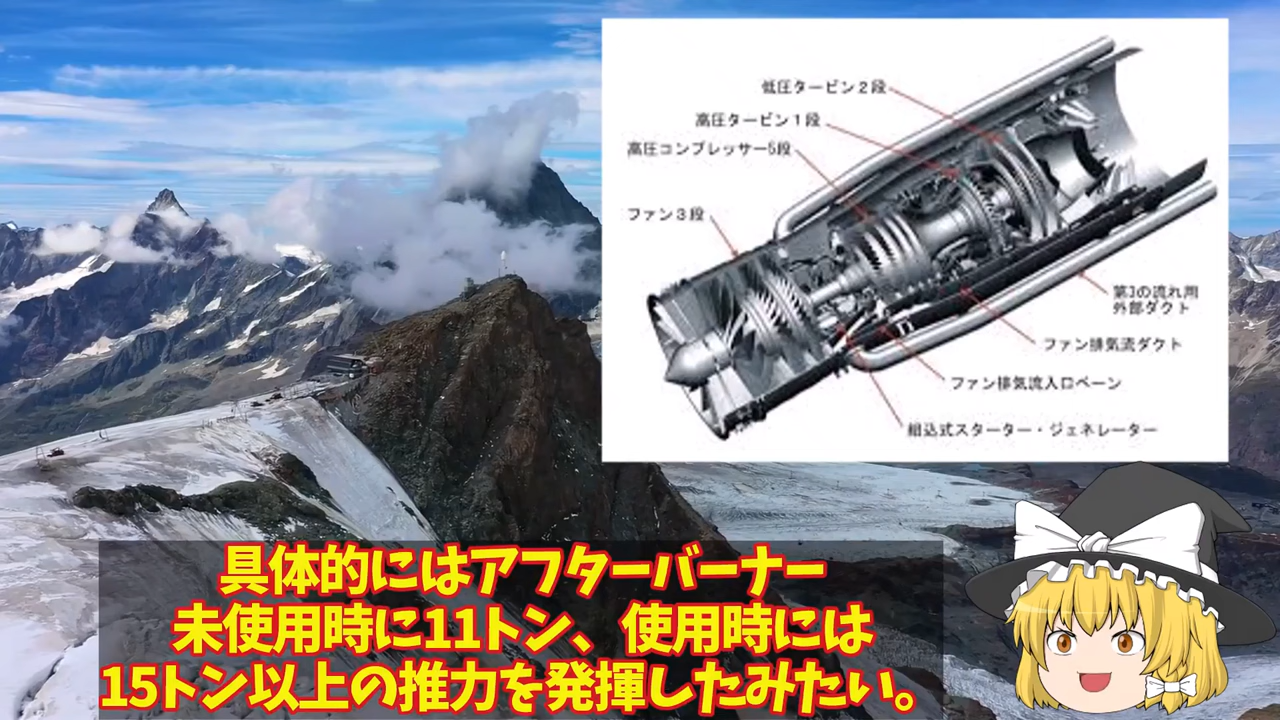 低圧タービン2段
高圧タービン1段
高圧コンプレッサー5段
ファン3段
第3の流れ用
外部ダクト
ファン排気流ダクト
ファン排気流入口ベーン
組込式スターター・ジェネレーター
具体的にはアフターバーナー
未使用時に11トン、使用時には
15トン以上の推力を発揮したみたい。